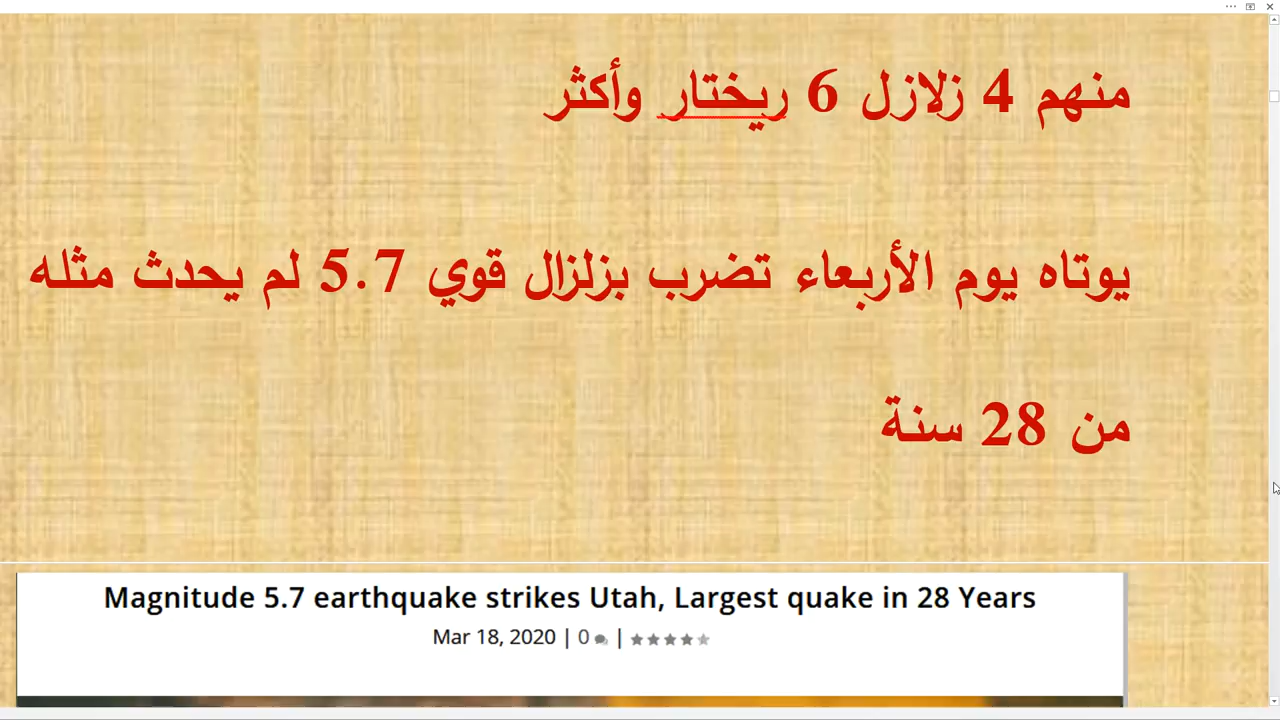 منهم 4 زلازل 6 ريختار وأكثر
يوتاه يوم الأربعاء تضرب بزلزال قوي 5.7 لم يحدث مثله
من 28 سنة
Magnitude 5.7 earthquake strikes Utah, Largest quake in 28 Years
Mar 18, 2020 | 0 |